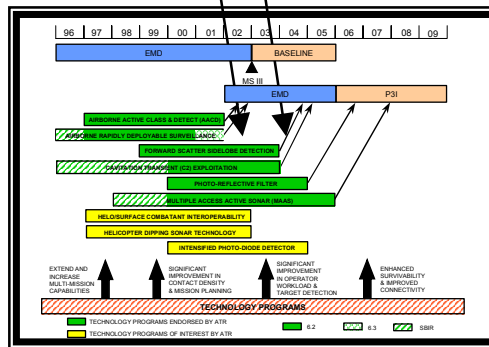 96 97 98 99 00 01 02 03 04 05 06 07 08 09
EMD BASELINE
MS III
EMD P3I
AIRBORNE ACTIVE CLASS & DETECT (AACD)
AIRBORNE RAPIDLY DEPLOYABLE SURVEILLANCE
FORWARD SCATTER SIDELOBE DETECTION
CAVITATION TRANSIENT (C2) EXPLOITATION
PHOTO-REFLECTIVE FILTER
MULTIPLE ACCESS ACTIVE SONAR (MAAS)
HELO/SURFACE COMBATANT INTEROPERABILITY
HELICOPTER DIPPING SONAR TECHNOLOGY
INTENSIFIED PHOTO-DIODE DETECTOR
EXTEND AND
INCREASE
MULTI-MISSION
CAPABILITIES
SIGNIFICANT
IMPROVEMENT IN
CONTACT DENSITY
& MISSION PLANNING
SIGNIFICANT
IMPROVEMENT
IN OPERATOR
WORKLOAD &
TARGET DETECTION
ENHANCED
SURVIVABILITY
& IMPROVED
CONNECTIVITY
TECHNOLOGY PROGRAMS
TECHNOLOGY PROGRAMS ENDORSED BY ATR
TECHNOLOGY PROGRAMS OF INTEREST BY ATR
6.2 6.3 SBIR